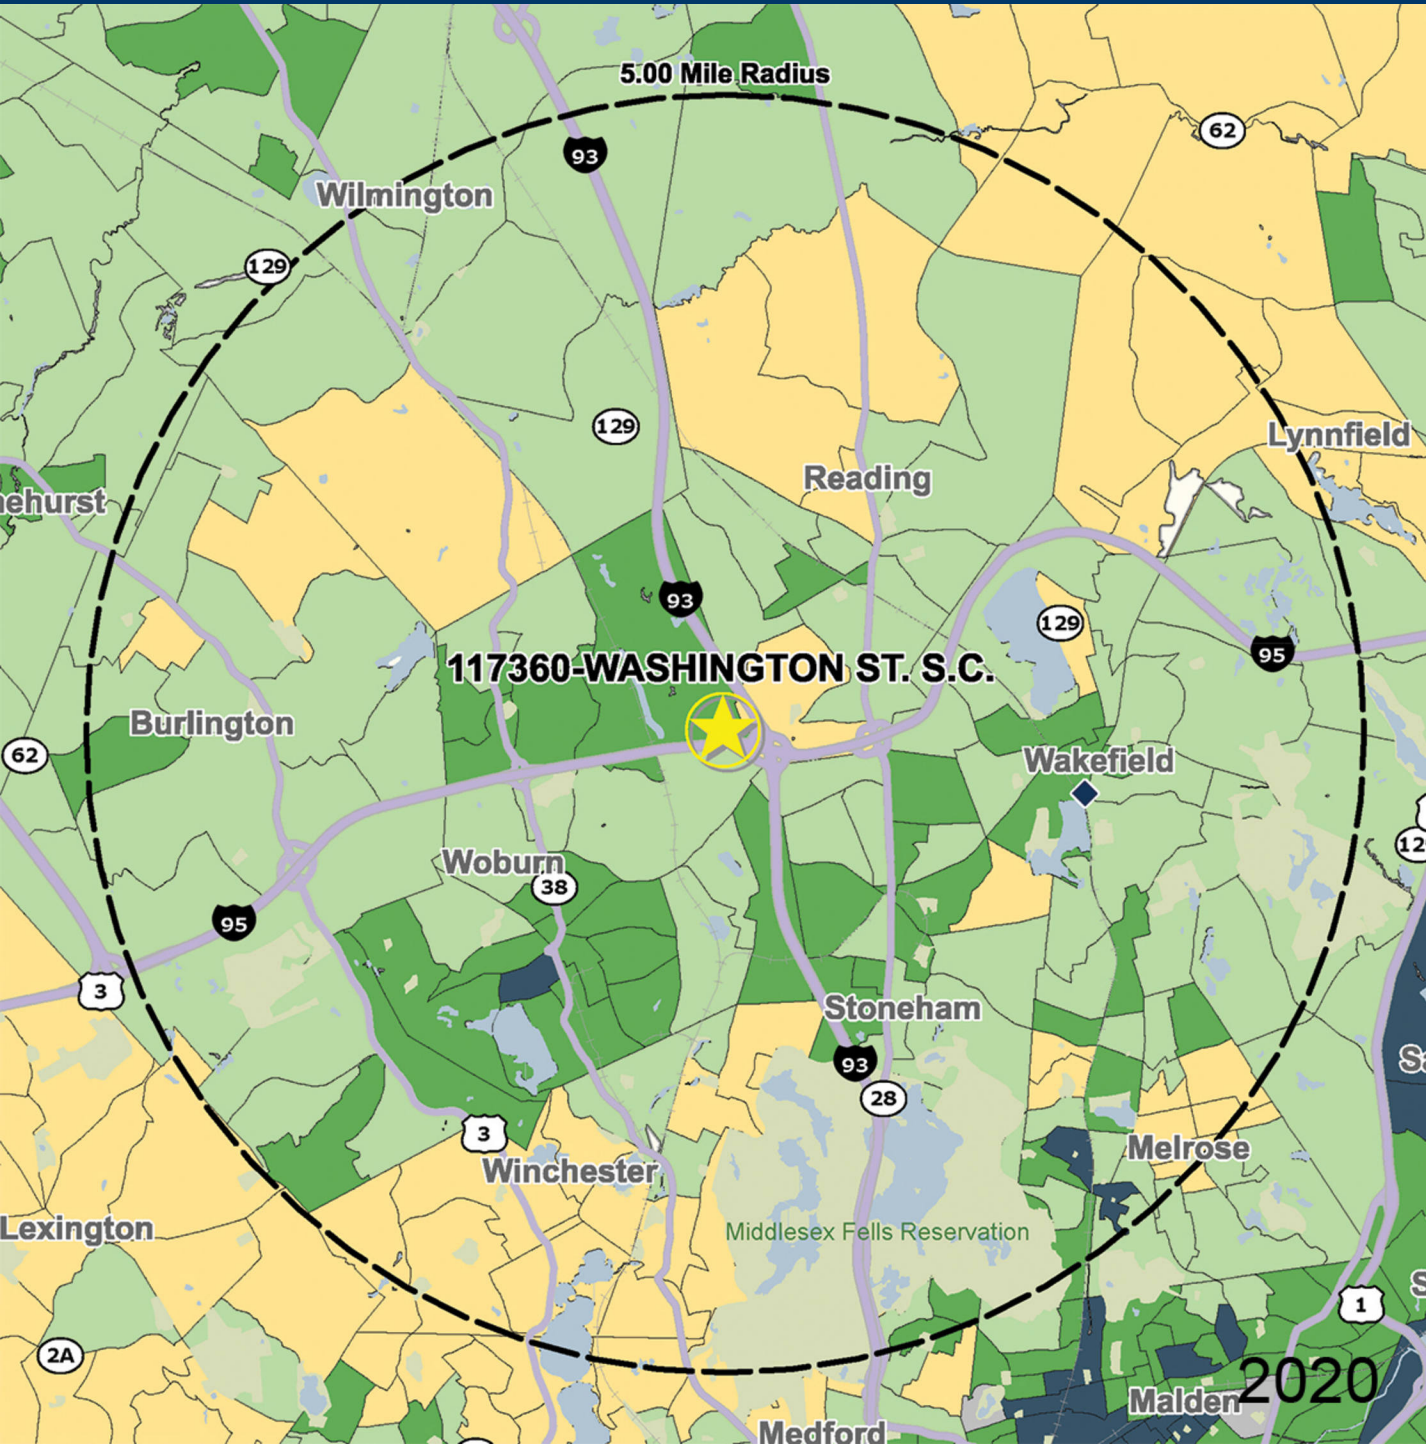 5.00 Mile Radius
62
93
Wilmington
129
129
Lynnfield
Reading
ehurst
93
129
95
117360-WASHINGTON ST. S.C.
Burlington
62
Wakefield
12
Woburn
38
95
3
Stoneham
93
28
3
Melrose
Winchester
Lexington
Middlesex Fells Reservation
1
2A
2020
Malden
Medford